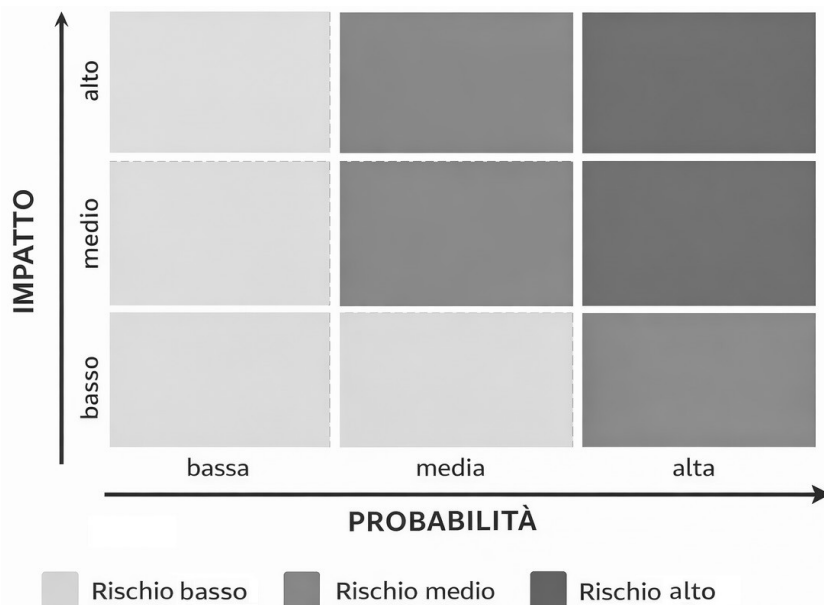 IMPATTO
alto
medio
basso
bassa media alta
PROBABILITÀ
Rischio basso Rischio medio Rischio alto